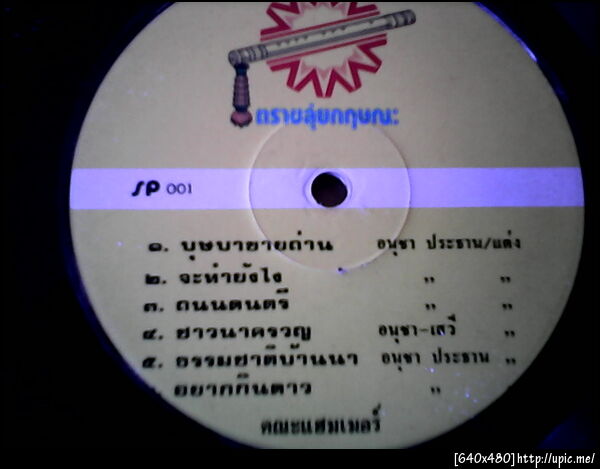 ตราขลุ่ยกฤษณะ
SP 001
๑. บุษบาขายถ่าน อนุชา ประธาน/แต่ง
๒. จะทำยังไง " "
๓. ถนนดนตรี " "
๔. ชาวนาครวญ อนุชา-เสวี "
๕. ธรรมชาติบ้านนา อนุชา ประธาน "
อยากกินดาว "
คณะแฮมเมอร์
[640x480]http://upic.me/